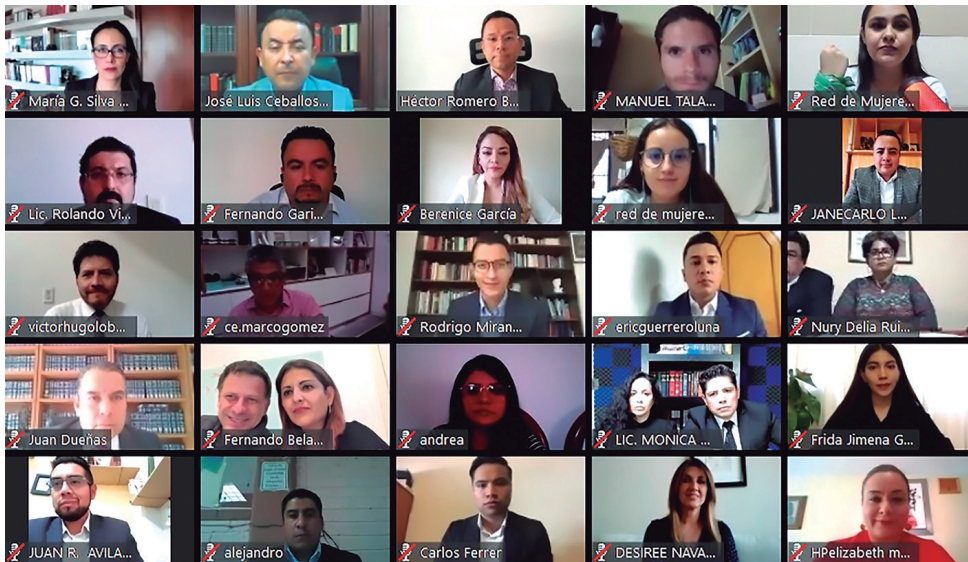 María G. Silva ...
José Luis Ceballos...
Héctor Romero B...
MANUEL TALA...
Red de Mujere...
Lic. Rolando Vi...
Fernando Gari...
Berenice García
red de mujere...
JANECARLO L...
victorhugolob...
ce.marcogomez
Rodrigo Miran...
ericguerreroluna
Nury Delia Rui...
Juan Dueñas
Fernando Bela...
andrea
LIC. MONICA ...
Frida Jimena G...
JUAN R. AVILA...
alejandro
Carlos Ferrer
DESIREE NAVA...
HPelizabeth m...